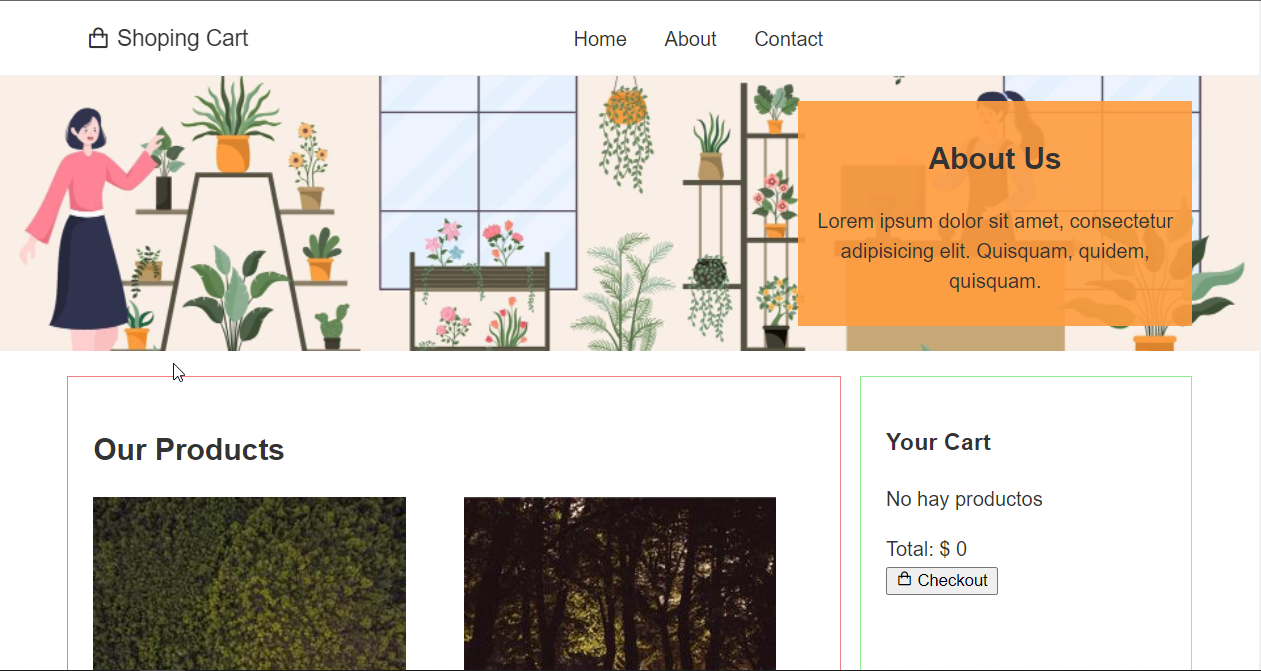 Shoping Cart
Home About Contact
About Us
Lorem ipsum dolor sit amet, consectetur
adipisicing elit. Quisquam, quidem,
quisquam.
Our Products
Your Cart
No hay productos
Total: $ 0
Checkout